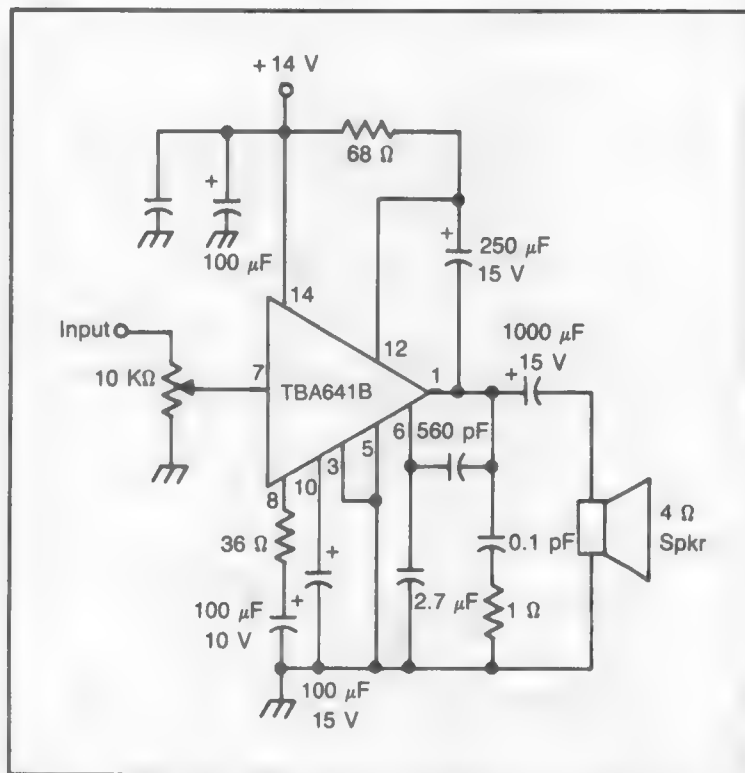 + 14 V
68 Ω
+
100 μF
+
250 μF
15 V
14
Input
12
1000 μF
15 V
+
1
10 KΩ
7
TBA641B
6
560 pF
5
3
10
8
4 Ω
Spkr
36 Ω
+
0.1 pF
+
100 μF
10 V
2.7 μF
1 Ω
100 μF
15 V